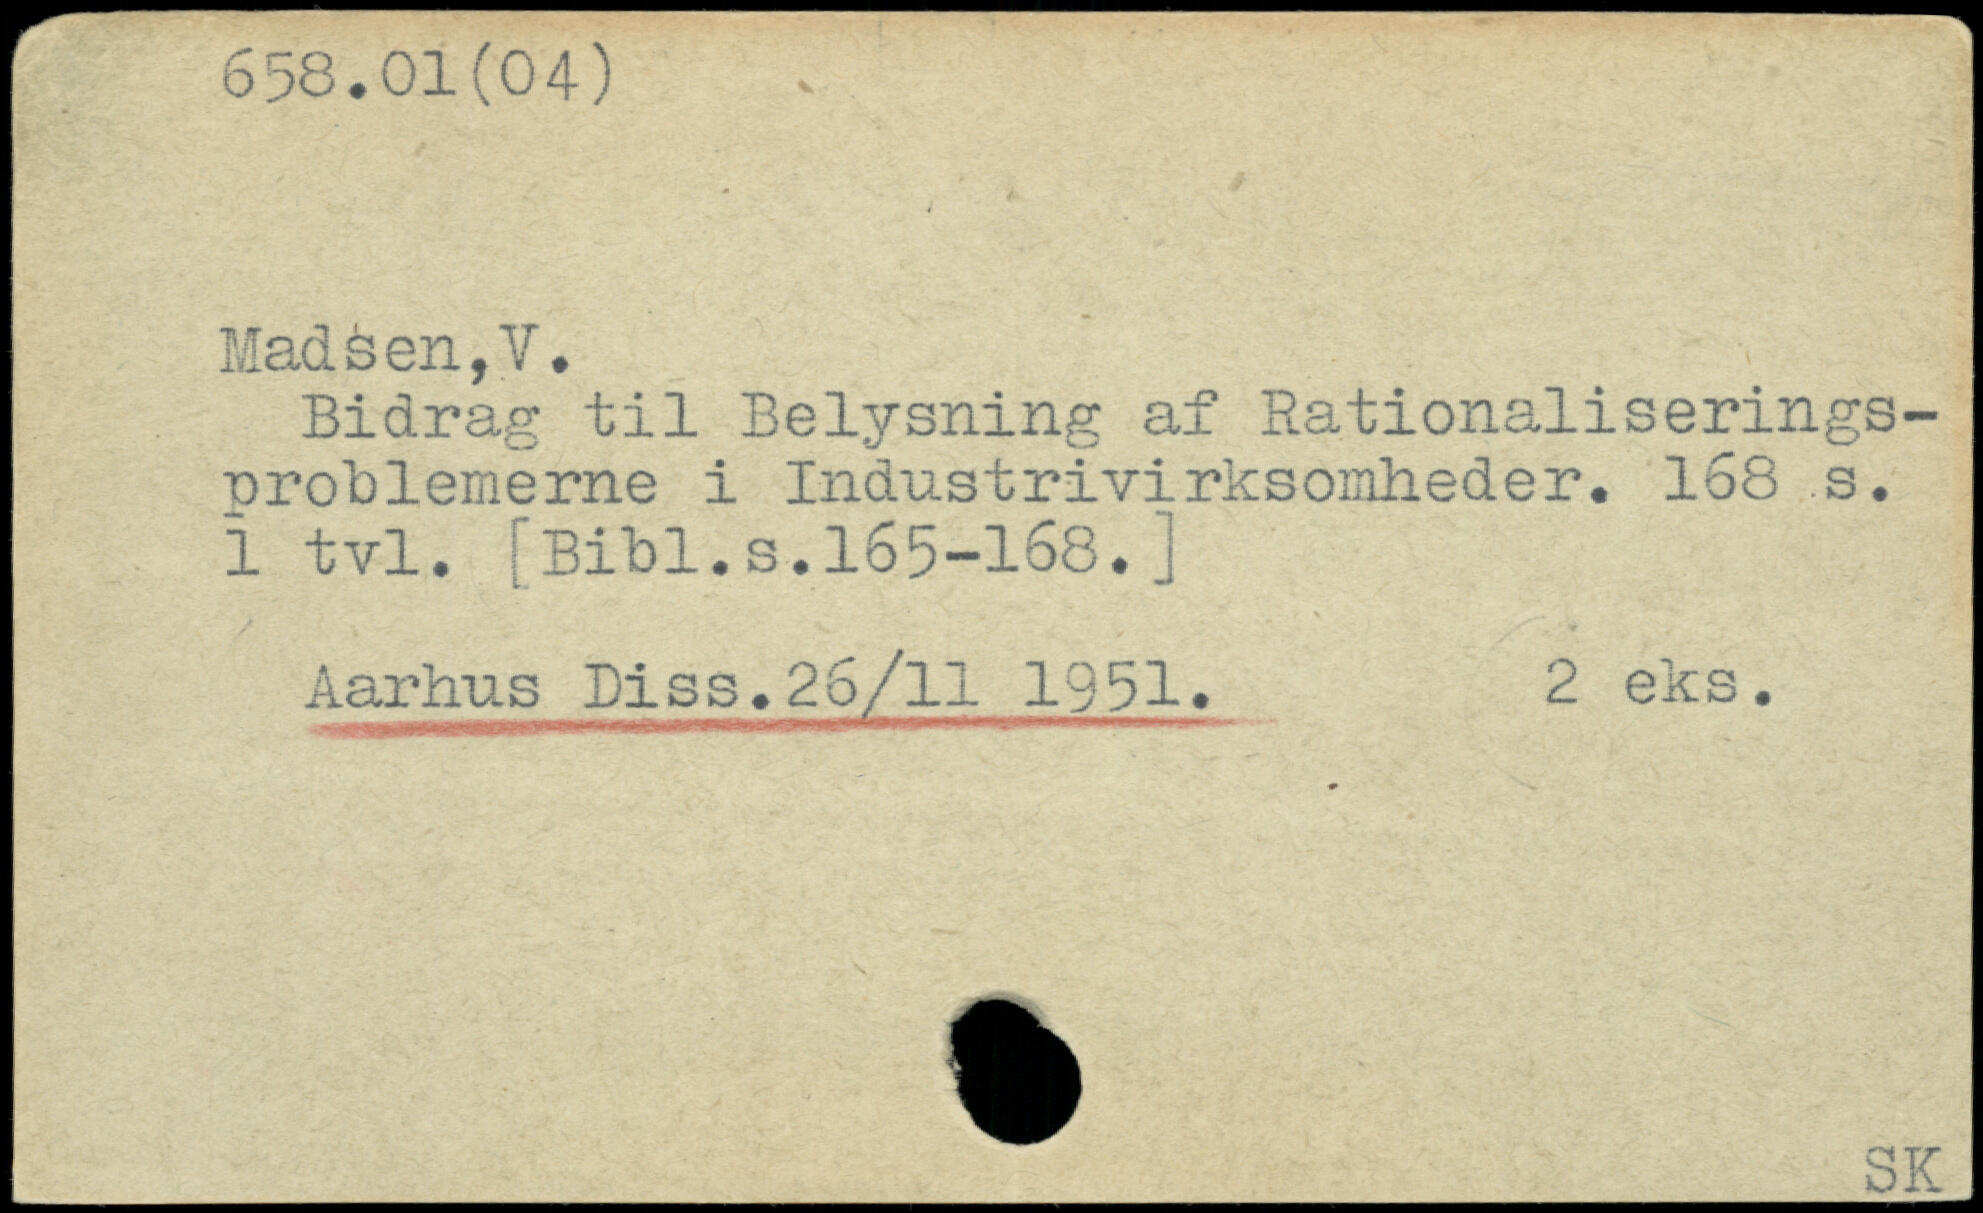 658.01(04)
Madsen,V.
Bidrag til Belysning af Rationaliserings-
problemerne i Industrivirksomheder. 168 s.
1 tvl. [Bibl.s.165-168.]
Aarhus Diss.26/11 1951. 2 eks.
SK